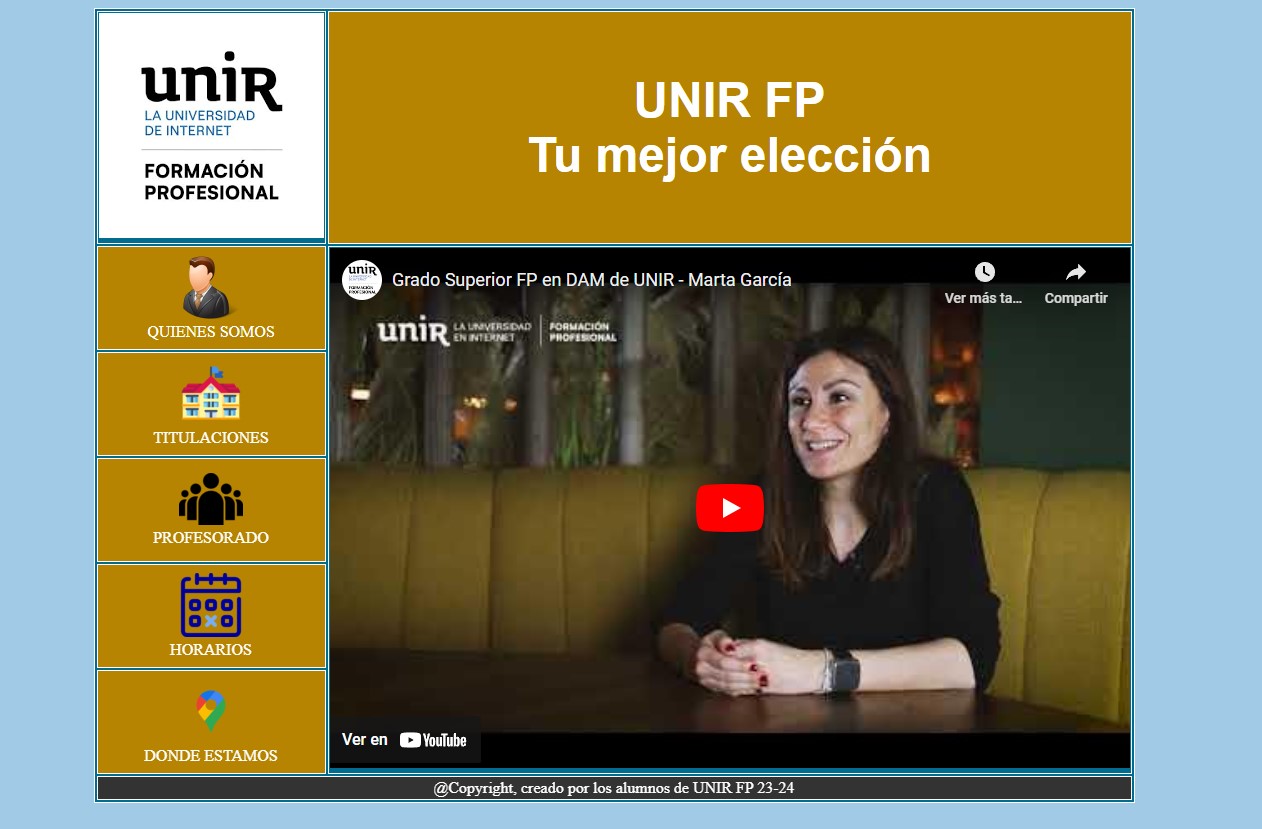 uniR
LA UNIVERSIDAD
DE INTERNET
FORMACIÓN
PROFESIONAL
UNIR FP
Tu mejor elección
QUIENES SOMOS
TITULACIONES
PROFESORADO
HORARIOS
DONDE ESTAMOS
uniR
Grado Superior FP en DAM de UNIR - Marta García
Ver más ta...
Compartir
uniR
LA UNIVERSIDAD
EN INTERNET
FORMACIÓN
PROFESIONAL
Ver en YouTube
@Copyright, creado por los alumnos de UNIR FP 23-24